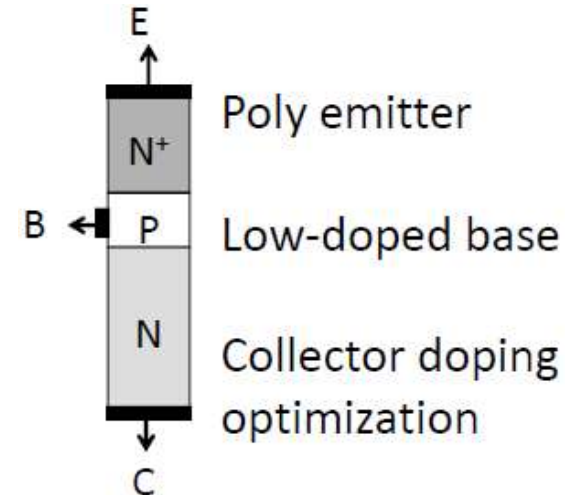 E
Poly emitter
N+
B
P
Low-doped base
N
Collector doping
optimization
C